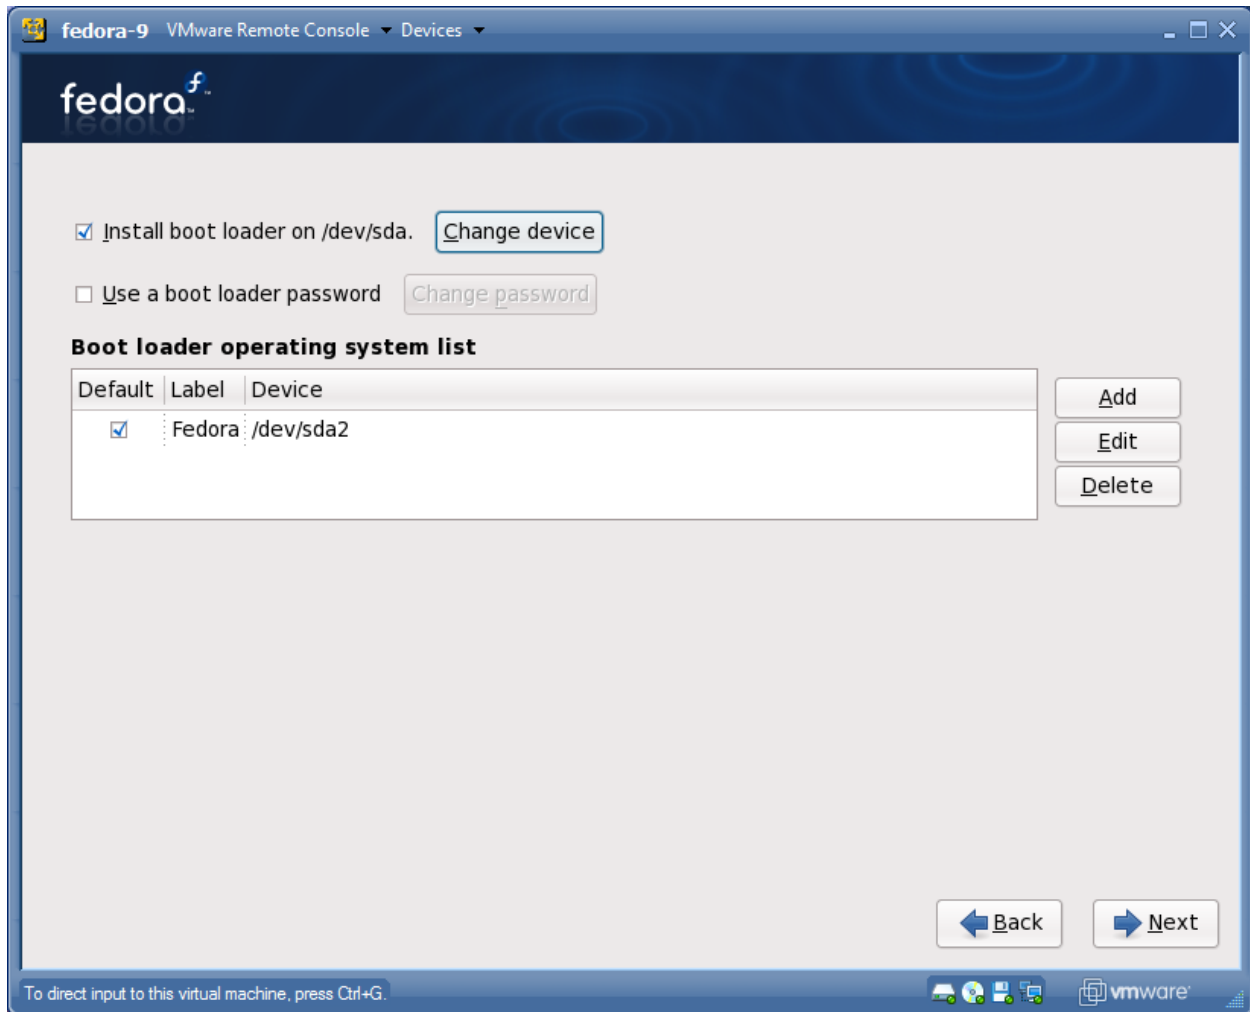 fedora-9 VMware Remote Console Devices
fedora
Install boot loader on /dev/sda. Change device
Use a boot loader password Change password
Boot loader operating system list
Default Label Device
Fedora /dev/sda2
Add
Edit
Delete
Back Next
To direct input to this virtual machine, press Ctrl+G. vmware